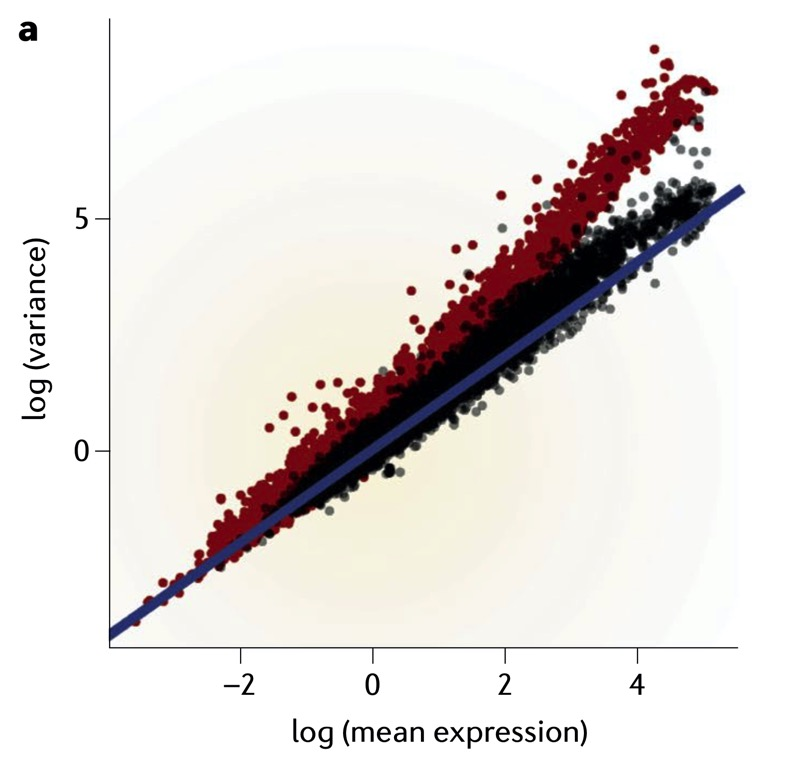 a
5
log (variance)
0
−2 0 2 4
log (mean expression)